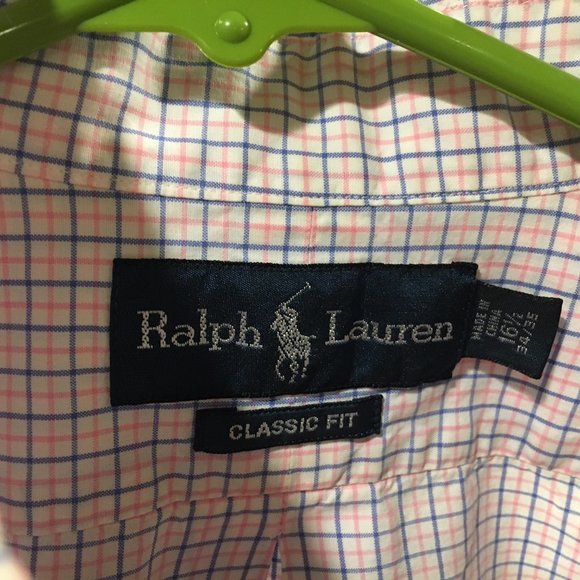 Ralph Lauren
CLASSIC FIT
MADE IN
CHINA
16½
34/35